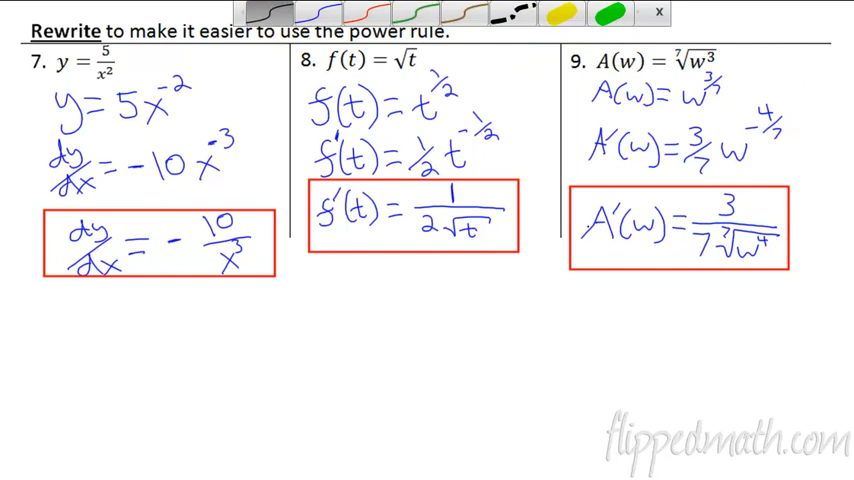 x
Rewrite to make it easier to use the power rule.
7. y = 5/x²
y = 5x⁻²
dy/dx = -10x⁻³
dy/dx = - 10/x³
8. f(t) = √t
f(t) = t^1/2
f'(t) = 1/2 t^-1/2
f'(t) = 1/(2√t)
9. A(w) = ⁷√w³
A(w) = w^3/7
A'(w) = 3/7 w^-4/7
A'(w) = 3/(7 ⁷√w⁴)
flippedmath.com